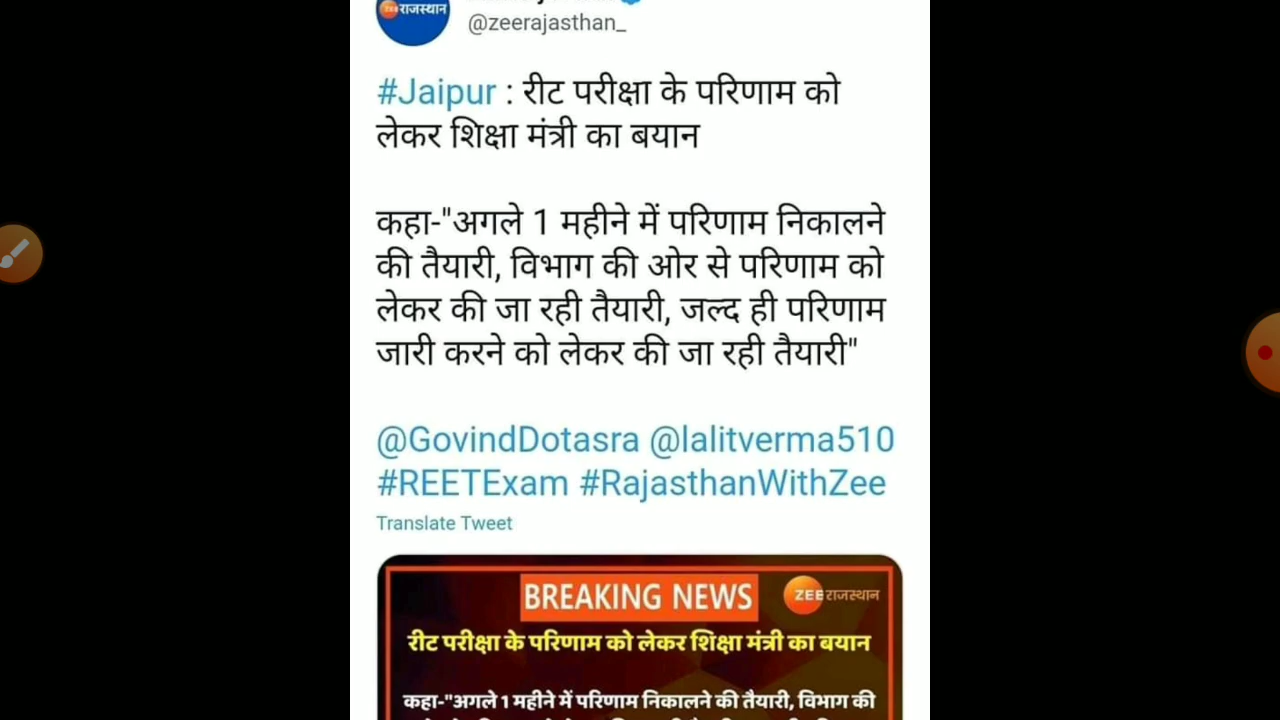 राजस्थान
@zeerajasthan_
#Jaipur : रीट परीक्षा के परिणाम को
लेकर शिक्षा मंत्री का बयान
कहा-"अगले 1 महीने में परिणाम निकालने
की तैयारी, विभाग की ओर से परिणाम को
लेकर की जा रही तैयारी, जल्द ही परिणाम
जारी करने को लेकर की जा रही तैयारी"
@GovindDotasra @lalitverma510
#REETExam #RajasthanWithZee
Translate Tweet
BREAKING NEWS
ZEE राजस्थान
रीट परीक्षा के परिणाम को लेकर शिक्षा मंत्री का बयान
कहा-"अगले 1 महीने में परिणाम निकालने की तैयारी, विभाग की